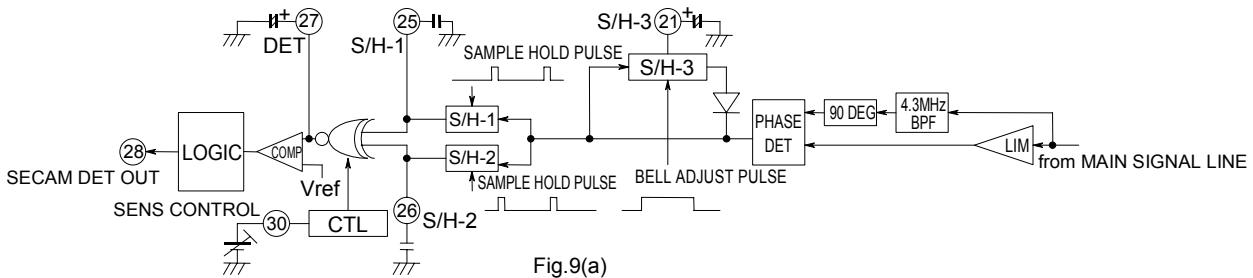 27
DET
25
S/H-1
S/H-3
21
SAMPLE HOLD PULSE
S/H-3
S/H-1
S/H-2
PHASE
DET
90 DEG
4.3MHz
BPF
LIM
from MAIN SIGNAL LINE
28
LOGIC
COMP
Vref
SECAM DET OUT
SENS CONTROL
30
CTL
26
S/H-2
SAMPLE HOLD PULSE
BELL ADJUST PULSE
Fig.9(a)